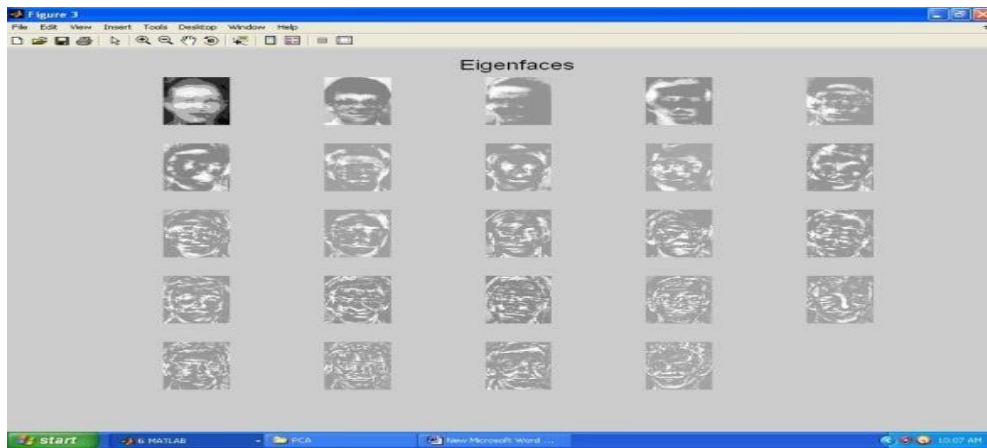 Figure 3
File Edit View Insert Tools Desktop Window Help
Eigenfaces
start 6 MATLAB PCA New Microsoft Word ... 10:07 AM